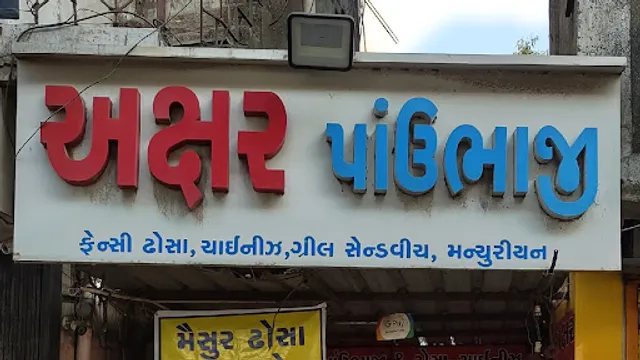 અક્ષર પાંઉભાજી
ફેન્સી ઢોસા, ચાઈનીઝ, ગ્રીલ સેન્ડવીચ, મન્ચુરીયન
મૈસુર ઢોસા